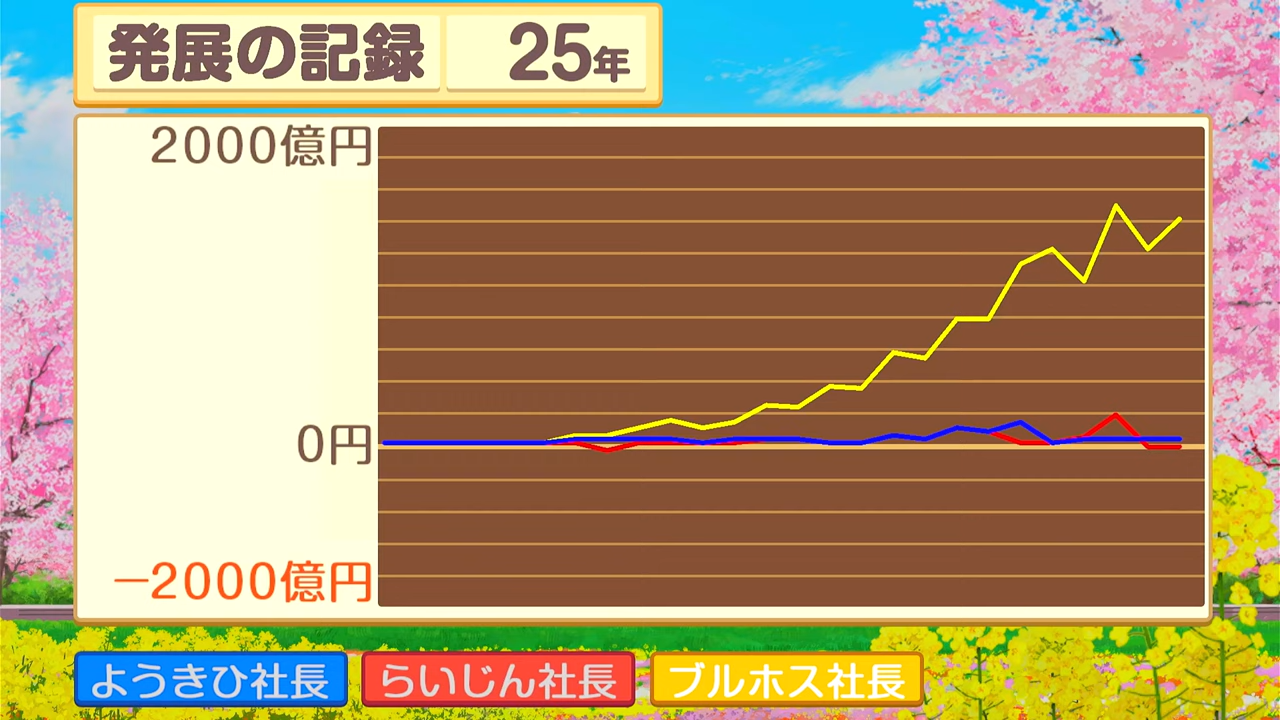 発展の記録 25年
2000億円
0円
－2000億円
ようきひ社長 らいじん社長 ブルホス社長